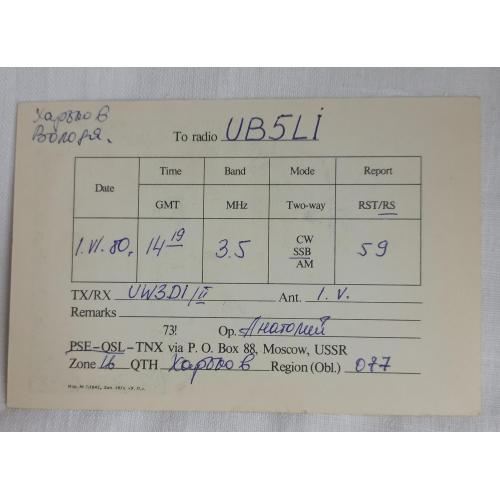 Харьков
Володя.
To radio UB5LI
Date Time Band Mode Report
GMT MHz Two-way RST/RS
1.VI.80г. 14 19 3.5 CW SSB AM 59
TX/RX UW3DI/II Ant. I.V.
Remarks
73! Op. Анатолий
PSE–QSL–TNX via P. O. Box 88, Moscow, USSR
Zone 16 QTH Харьков Region (Obl.) 077